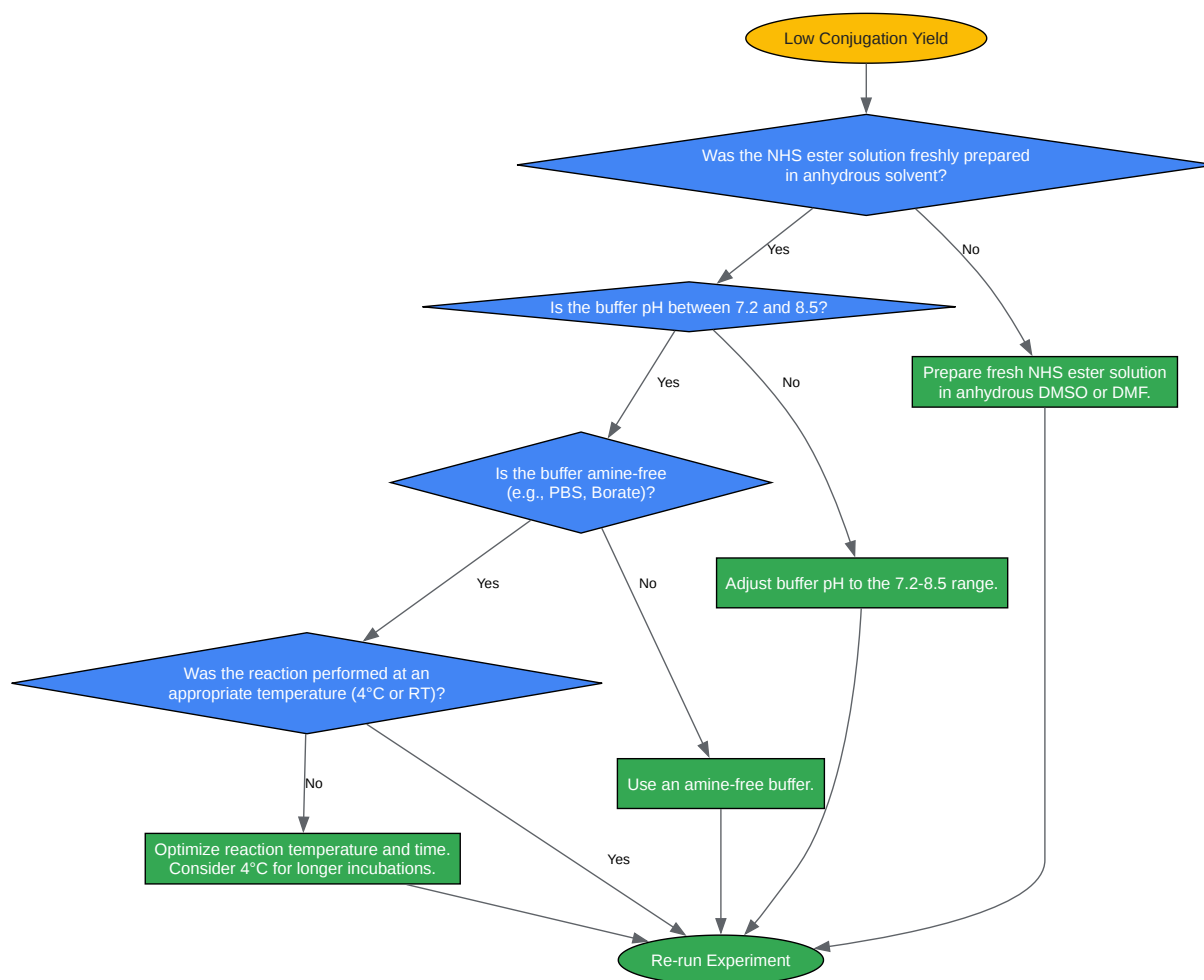 Low Conjugation Yield
Was the NHS ester solution freshly prepared
in anhydrous solvent?
Yes
No
Is the buffer pH between 7.2 and 8.5?
Prepare fresh NHS ester solution
in anhydrous DMSO or DMF.
Yes
No
Is the buffer amine-free
(e.g., PBS, Borate)?
Yes
No
Adjust buffer pH to the 7.2-8.5 range.
Was the reaction performed at an
appropriate temperature (4°C or RT)?
No
Use an amine-free buffer.
Optimize reaction temperature and time.
Consider 4°C for longer incubations.
Yes
Re-run Experiment